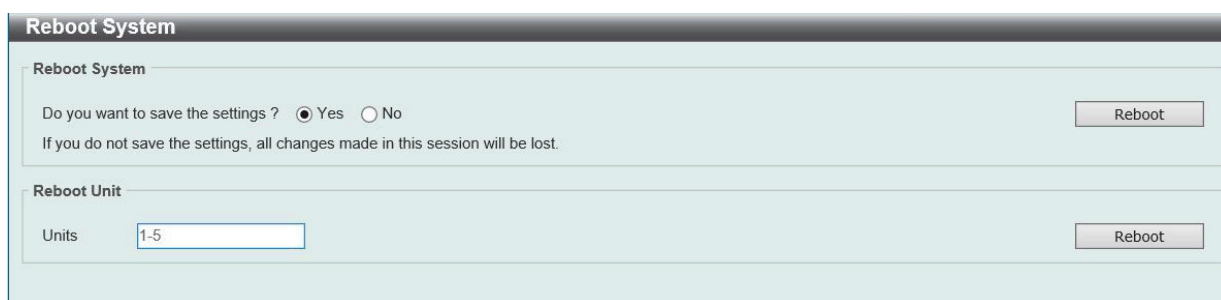 Reboot System
Reboot System
Do you want to save the settings ? Yes No Reboot
If you do not save the settings, all changes made in this session will be lost.
Reboot Unit
Units 1-5 Reboot